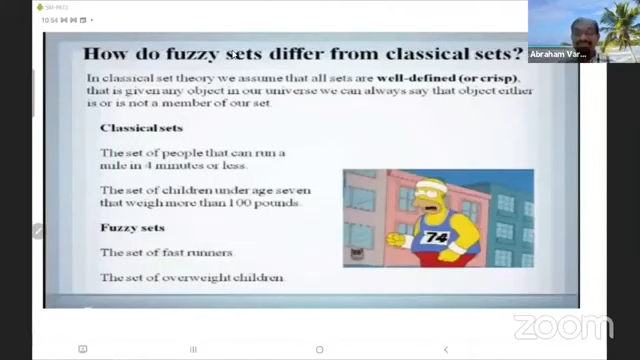 SM-P615
10:54
How do fuzzy sets differ from classical sets?
In classical set theory we assume that all sets are well-defined (or crisp),
that is given any object in our universe we can always say that object either
is or is not a member of our set.
Classical sets
The set of people that can run a
mile in 4 minutes or less.
The set of children under age seven
that weigh more than 100 pounds.
Fuzzy sets
The set of fast runners.
The set of overweight children.
74
Abraham Var...
zoom